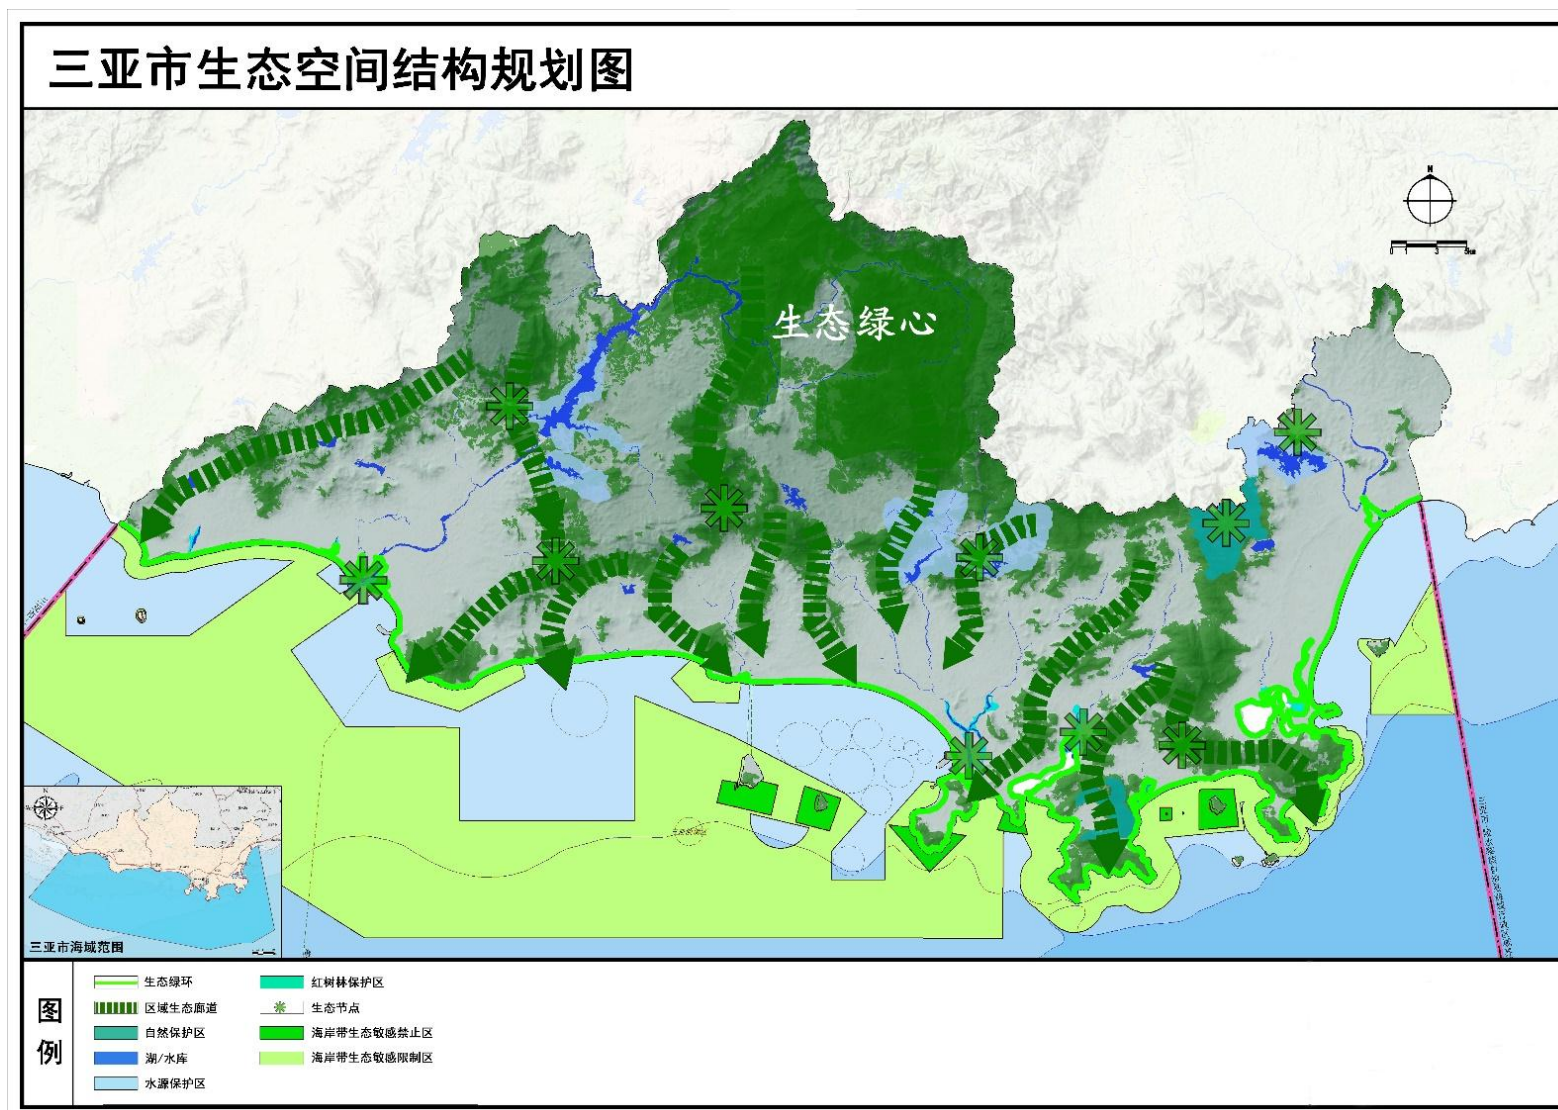 三亚市生态空间结构规划图
N
生态绿心
三亚市海域范围
图例
生态绿环
区域生态廊道
自然保护区
湖/水库
水源保护区
红树林保护区
生态节点
海岸带生态敏感禁止区
海岸带生态敏感限制区